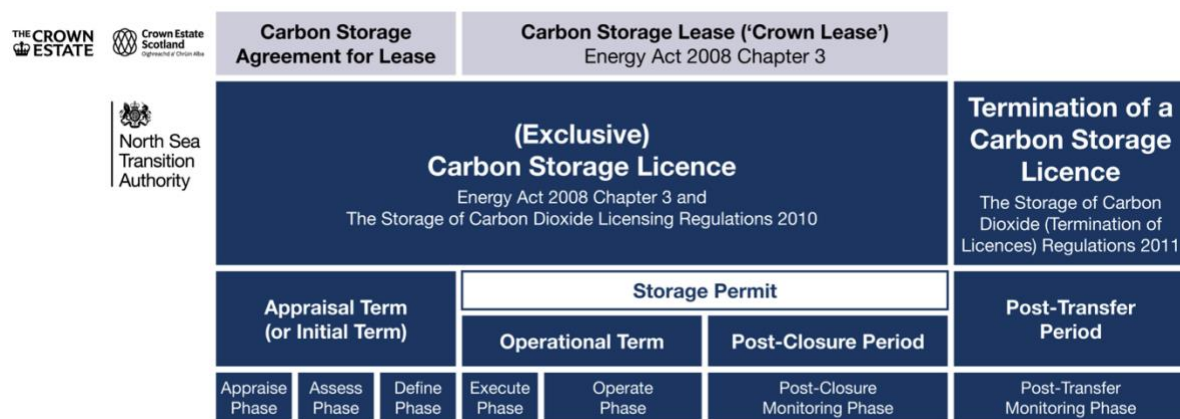 THE CROWN
ESTATE
Crown Estate
Scotland
Oighreachd a' Chrùin Alba
Carbon Storage
Agreement for Lease
Carbon Storage Lease (‘Crown Lease’)
Energy Act 2008 Chapter 3
North Sea
Transition
Authority
(Exclusive)
Carbon Storage Licence
Energy Act 2008 Chapter 3 and
The Storage of Carbon Dioxide Licensing Regulations 2010
Termination of a
Carbon Storage
Licence
The Storage of Carbon
Dioxide (Termination of
Licences) Regulations 2011
Appraisal Term
(or Initial Term)
Storage Permit
Operational Term
Post-Closure Period
Post-Transfer
Period
Appraise
Phase
Assess
Phase
Define
Phase
Execute
Phase
Operate
Phase
Post-Closure
Monitoring Phase
Post-Transfer
Monitoring Phase